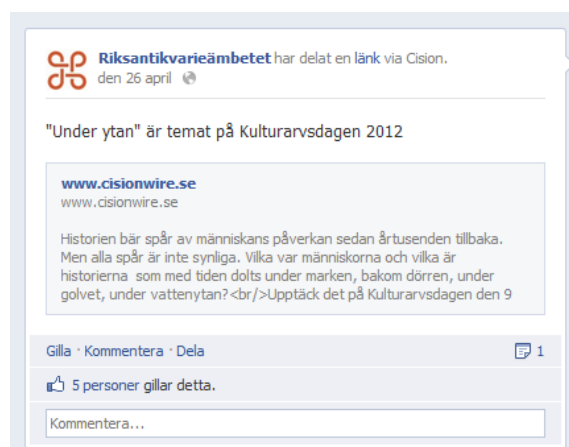 Riksantikvarieämbetet har delat en länk via Cision.
den 26 april
"Under ytan" är temat på Kulturarvsdagen 2012
www.cisionwire.se
www.cisionwire.se
Historien bär spår av människans påverkan sedan årtusenden tillbaka.
Men alla spår är inte synliga. Vilka var människorna och vilka är
historierna som med tiden dolts under marken, bakom dörren, under
golvet, under vattenytan?<br/>Upptäck det på Kulturarvsdagen den 9
Gilla · Kommentera · Dela 1
5 personer gillar detta.
Kommentera...